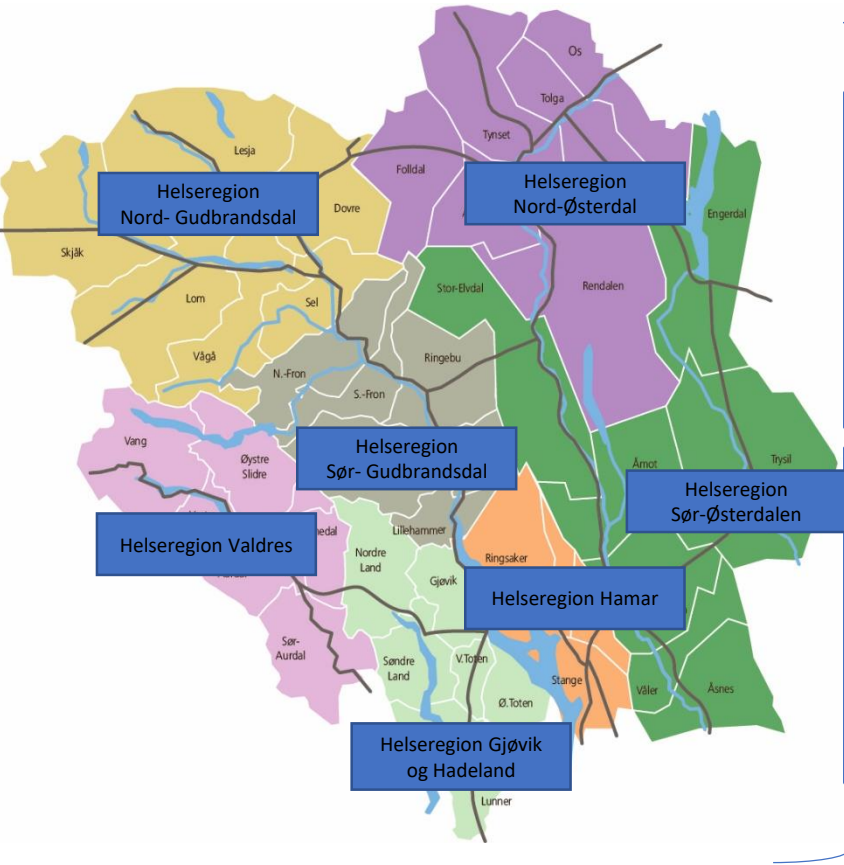 Os
Tolga
Tynset
Lesja
Folldal
Helseregion
Nord- Gudbrandsdal
Helseregion
Nord-Østerdal
Dovre
Engerdal
Skjåk
Rendalen
Stor-Elvdal
Lom
Sel
Vågå
Ringebu
N.-Fron
S.-Fron
Vang
Helseregion
Sør- Gudbrandsdal
Øystre
Slidre
Åmot
Trysil
Helseregion
Sør-Østerdalen
Lillehammer
Helseregion Valdres
Nordre
Land
Ringsaker
Gjøvik
Helseregion Hamar
Sør-
Aurdal
Søndre
Land
V.Toten
Stange
Våler
Åsnes
Ø.Toten
Helseregion Gjøvik
og Hadeland
Lunner